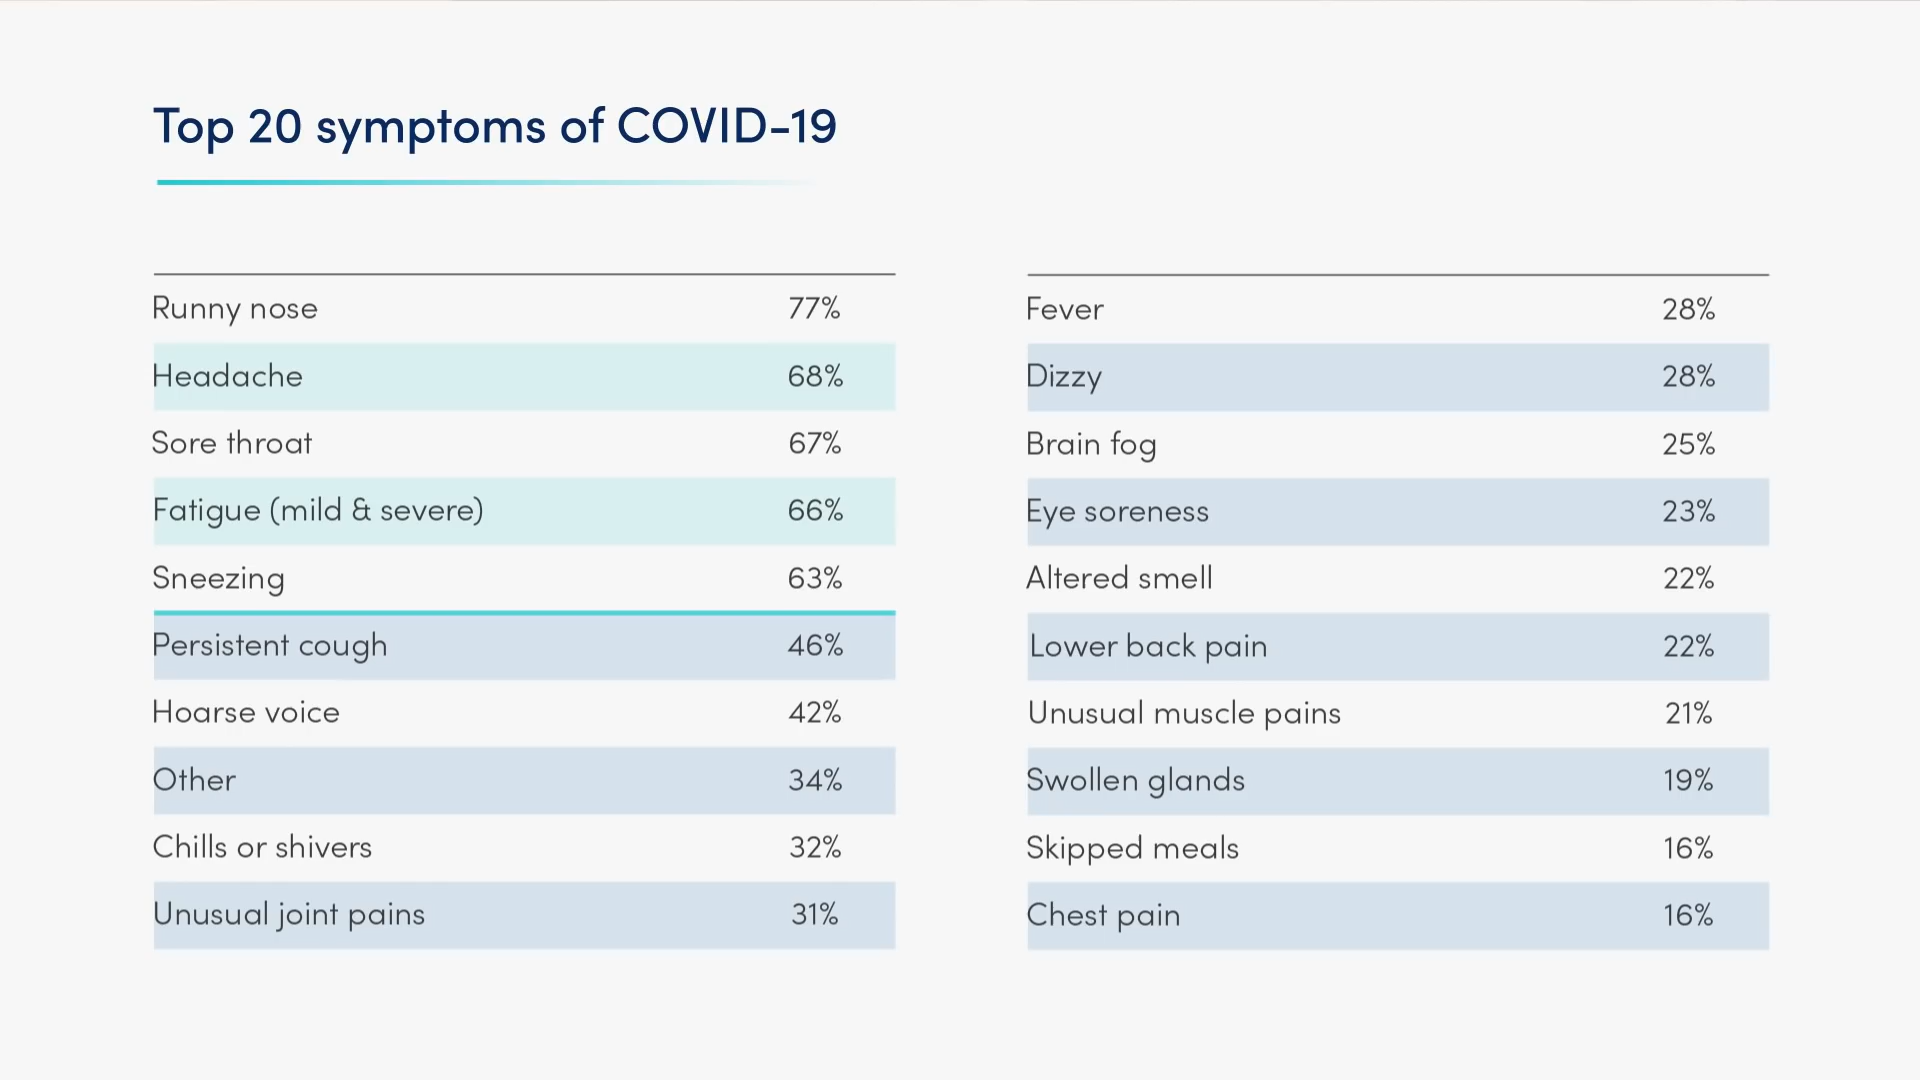 Top 20 symptoms of COVID-19
Runny nose 77%
Headache 68%
Sore throat 67%
Fatigue (mild & severe) 66%
Sneezing 63%
Persistent cough 46%
Hoarse voice 42%
Other 34%
Chills or shivers 32%
Unusual joint pains 31%
Fever 28%
Dizzy 28%
Brain fog 25%
Eye soreness 23%
Altered smell 22%
Lower back pain 22%
Unusual muscle pains 21%
Swollen glands 19%
Skipped meals 16%
Chest pain 16%